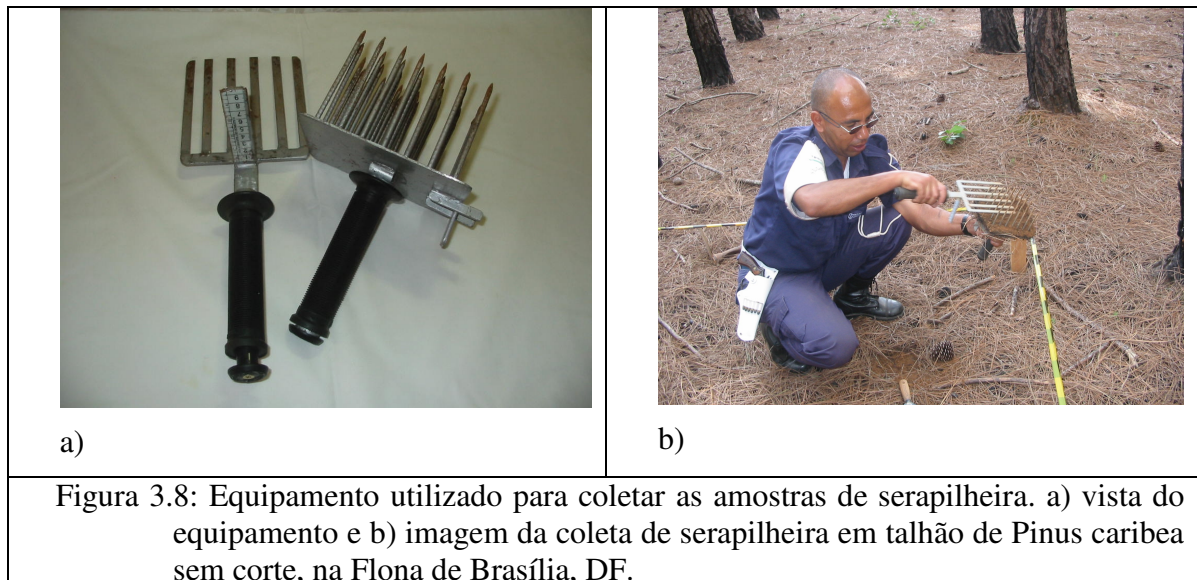 a)
b)
Figura 3.8: Equipamento utilizado para coletar as amostras de serapilheira. a) vista do
equipamento e b) imagem da coleta de serapilheira em talhão de Pinus caribea
sem corte, na Flona de Brasília, DF.